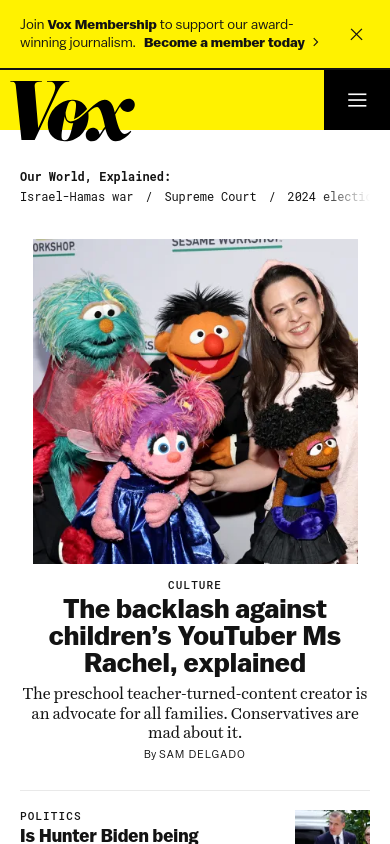 Join Vox Membership to support our award-
winning journalism. Become a member today
Vox
Our World, Explained:
Israel-Hamas war / Supreme Court / 2024 electi
ORKSHOP
SESAME WORKSHOP
CULTURE
The backlash against
children’s YouTuber Ms
Rachel, explained
The preschool teacher-turned-content creator is
an advocate for all families. Conservatives are
mad about it.
By SAM DELGADO
POLITICS
Is Hunter Biden being